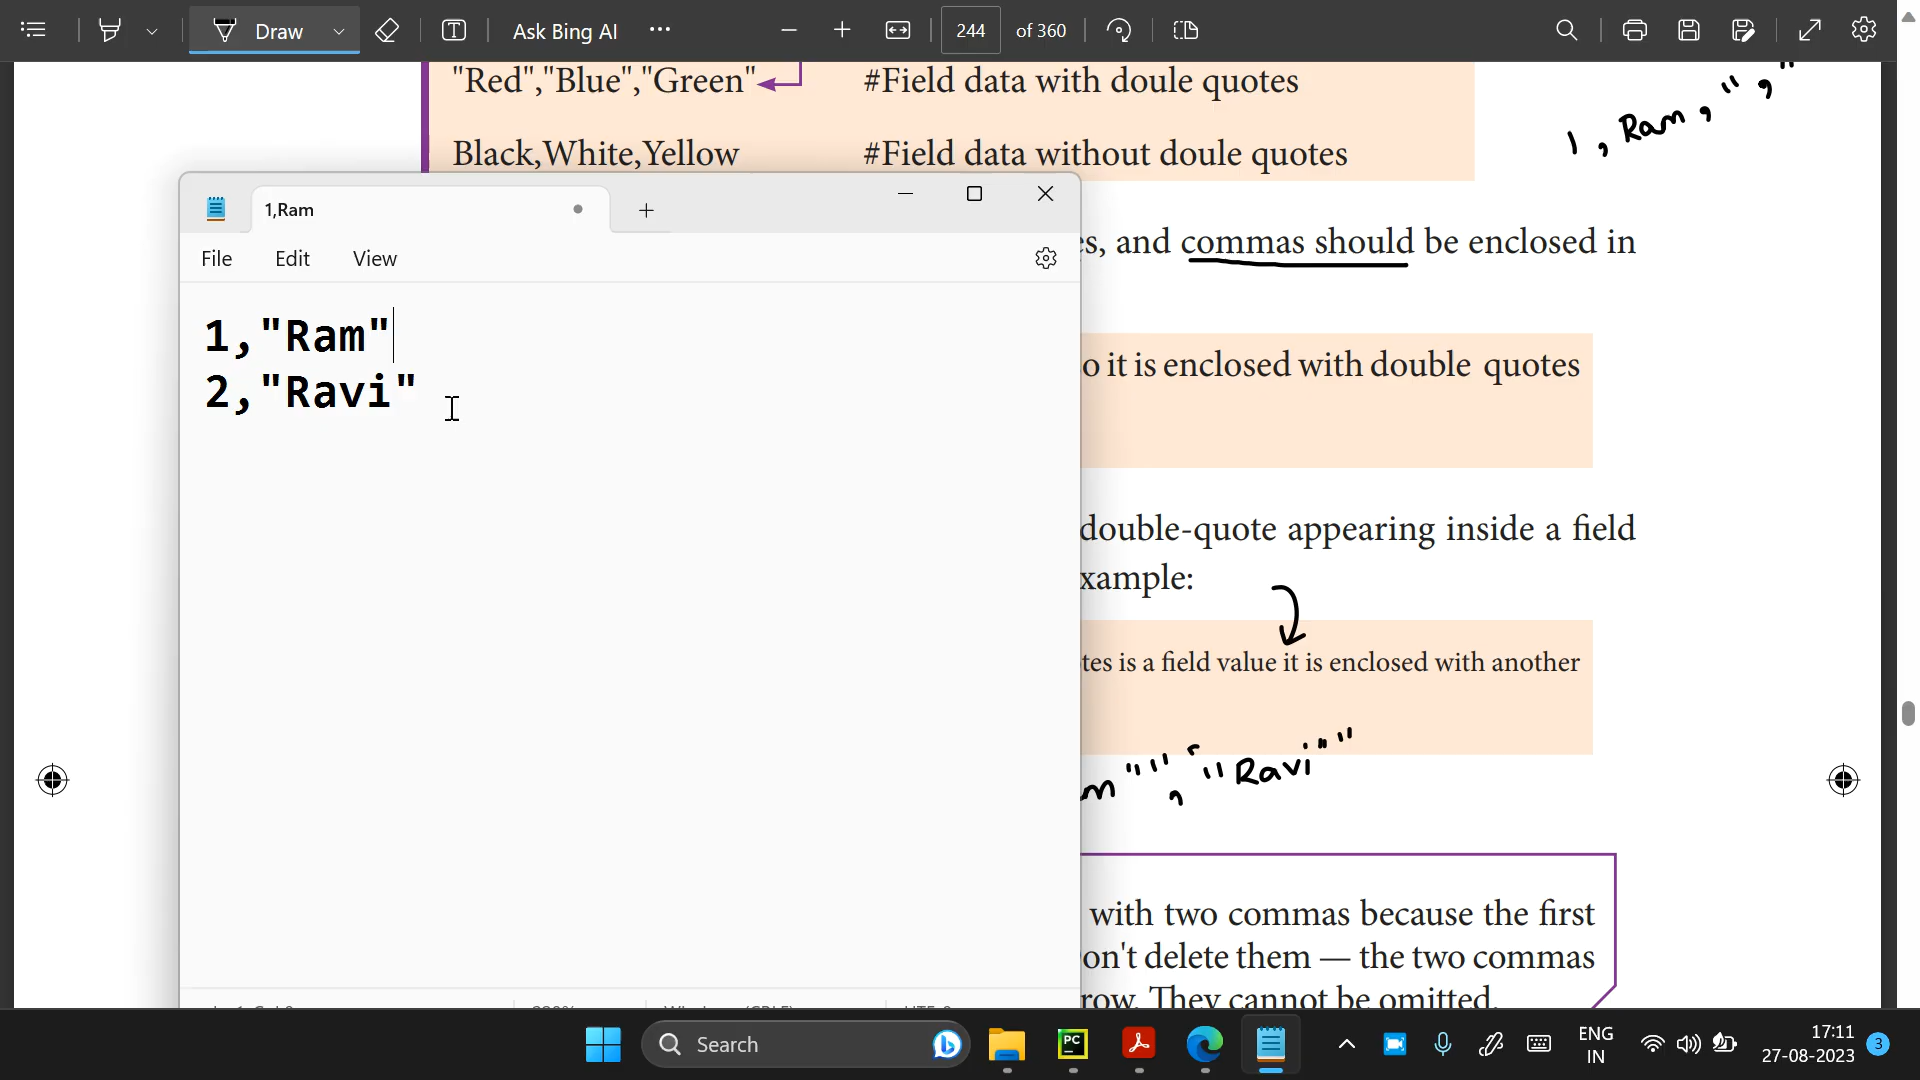 Draw
Ask Bing AI
244 of 360
"Red","Blue","Green" #Field data with doule quotes
Black,White,Yellow #Field data without doule quotes
1 , Ram , " , "
1,Ram
File Edit View
1,"Ram"
2,"Ravi"
es, and commas should be enclosed in
o it is enclosed with double quotes
double-quote appearing inside a field
xample:
tes is a field value it is enclosed with another
m"" , ""Ravi""
with two commas because the first
on't delete them — the two commas
row. They cannot be omitted.
Search
PC
ENG
IN
17:11
27-08-2023
3